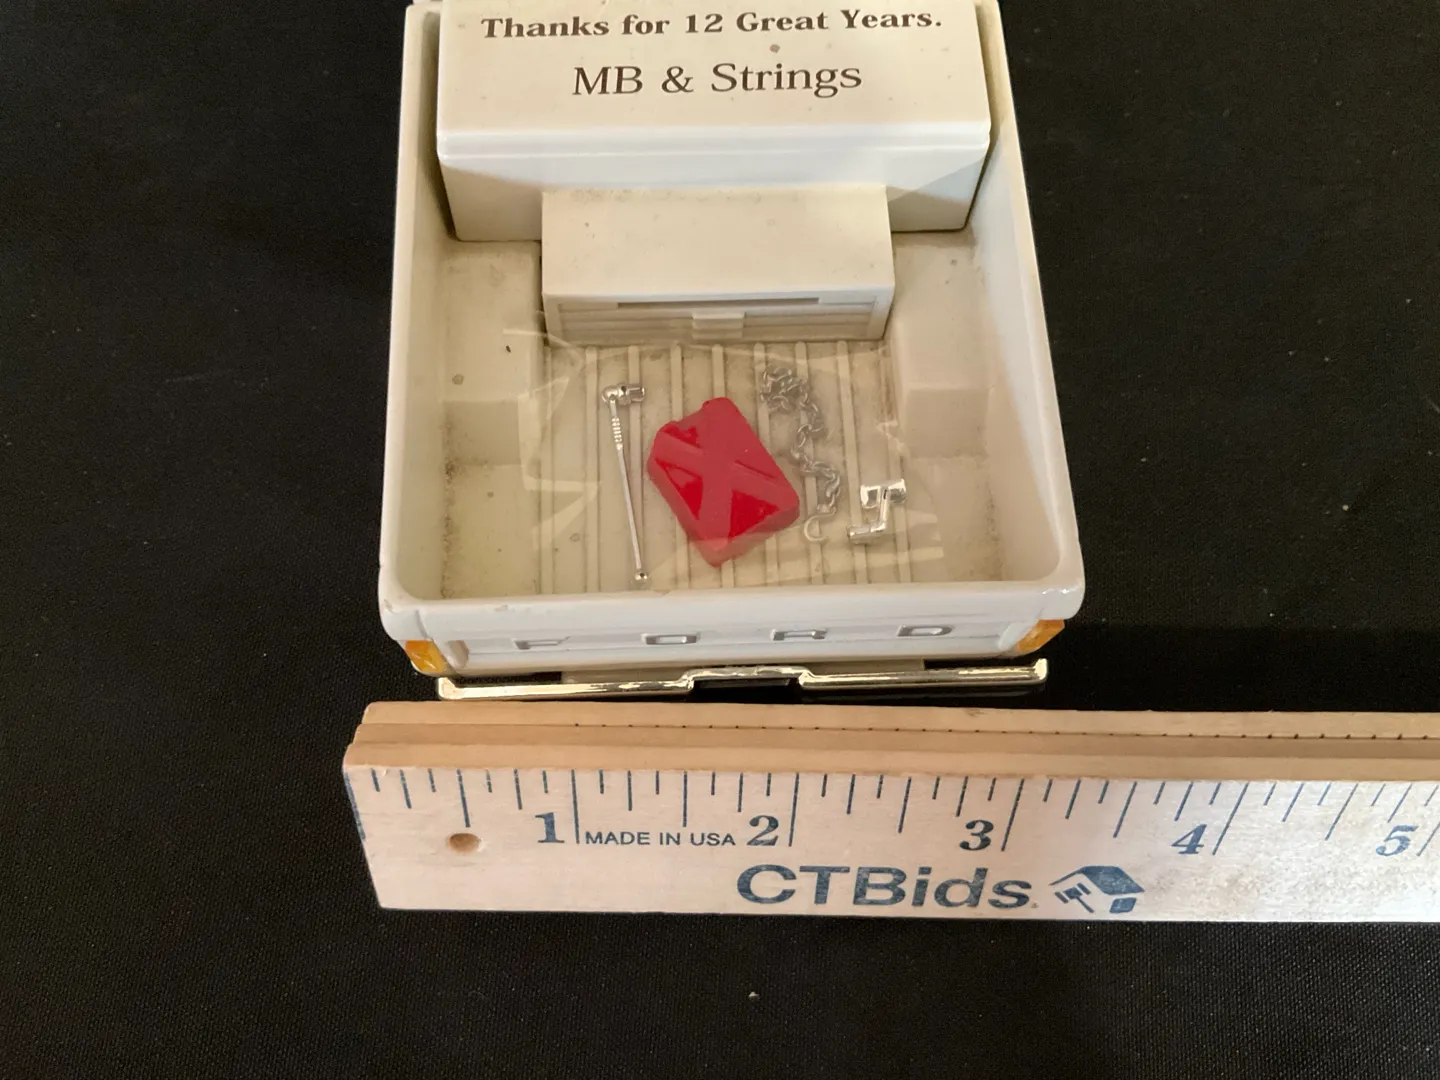 Thanks for 12 Great Years.
MB & Strings
FORD
1 MADE IN USA 2 3 4 5
CTBids